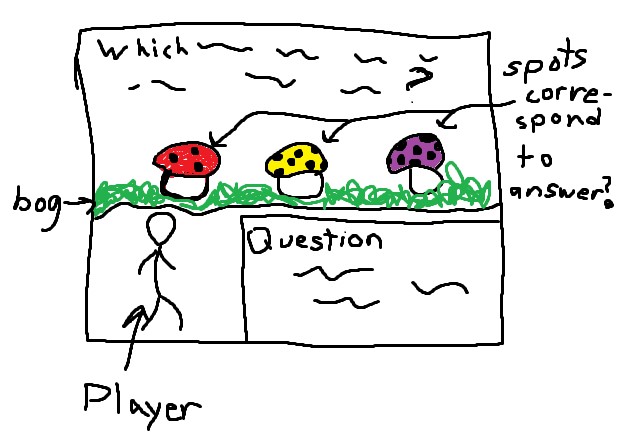 Which
?
spots
corre-
spond
to
answer?
bog
Question
Player